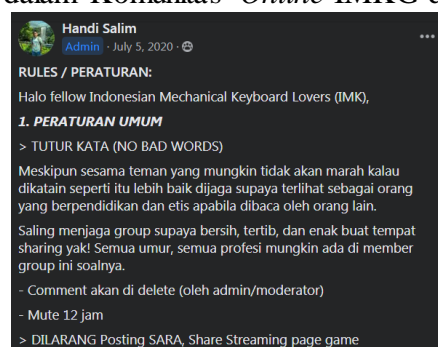 dalam Komunitas Online IMKG
Handi Salim
Admin · July 5, 2020 ·
RULES / PERATURAN:
Halo fellow Indonesian Mechanical Keyboard Lovers (IMK),
1. PERATURAN UMUM
> TUTUR KATA (NO BAD WORDS)
Meskipun sesama teman yang mungkin tidak akan marah kalau
dikatain seperti itu lebih baik dijaga supaya terlihat sebagai orang
yang berpendidikan dan etis apabila dibaca oleh orang lain.
Saling menjaga group supaya bersih, tertib, dan enak buat tempat
sharing yak! Semua umur, semua profesi mungkin ada di member
group ini soalnya.
- Comment akan di delete (oleh admin/moderator)
- Mute 12 jam
> DILARANG Posting SARA, Share Streaming page game